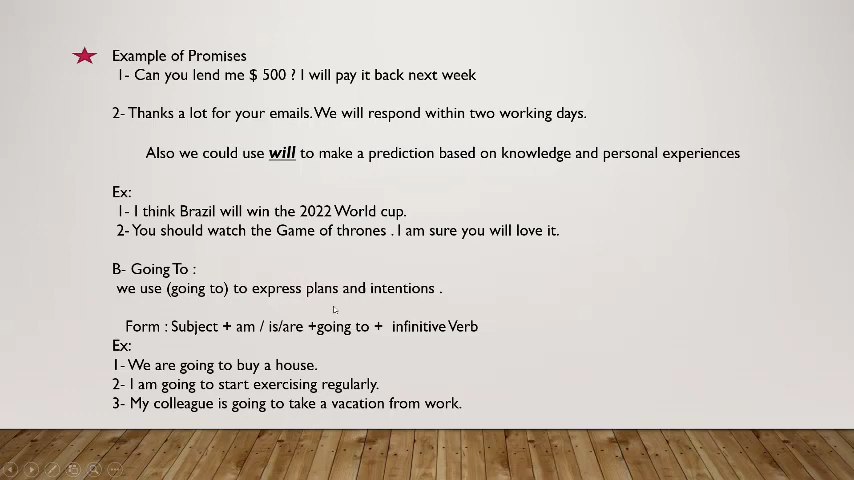 Example of Promises
1- Can you lend me $ 500 ? I will pay it back next week
2- Thanks a lot for your emails. We will respond within two working days.
Also we could use will to make a prediction based on knowledge and personal experiences
Ex:
1- I think Brazil will win the 2022 World cup.
2- You should watch the Game of thrones . I am sure you will love it.
B- Going To :
we use (going to) to express plans and intentions .
Form : Subject + am / is/are +going to + infinitive Verb
Ex:
1- We are going to buy a house.
2- I am going to start exercising regularly.
3- My colleague is going to take a vacation from work.